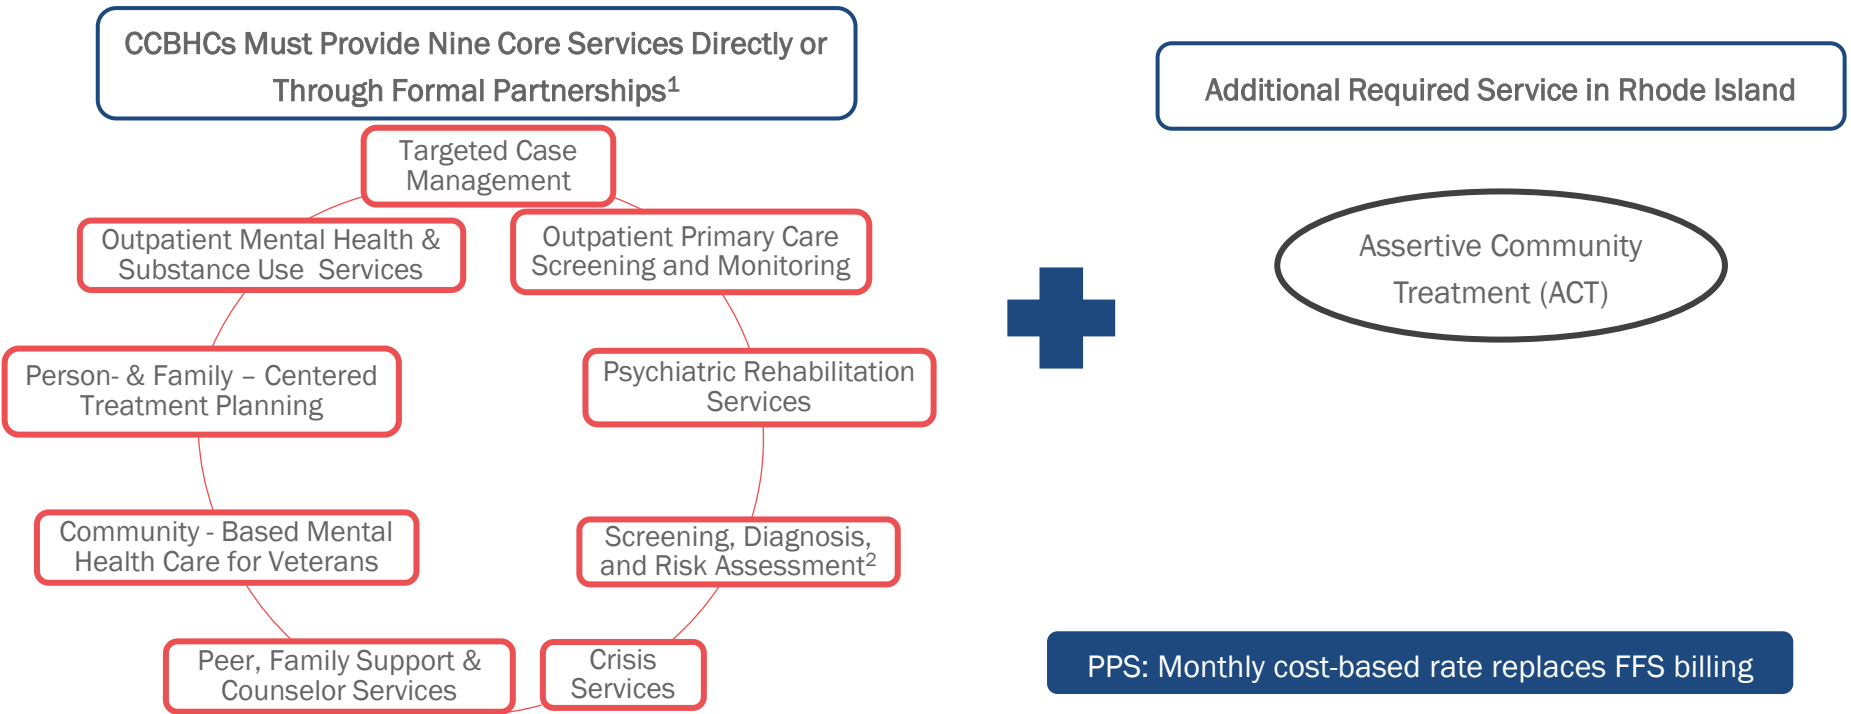 CCBHCs Must Provide Nine Core Services Directly or
Through Formal Partnerships¹
Targeted Case
Management
Outpatient Mental Health &
Substance Use Services
Outpatient Primary Care
Screening and Monitoring
Person- & Family – Centered
Treatment Planning
Psychiatric Rehabilitation
Services
Community - Based Mental
Health Care for Veterans
Screening, Diagnosis,
and Risk Assessment²
Peer, Family Support &
Counselor Services
Crisis
Services
Additional Required Service in Rhode Island
Assertive Community
Treatment (ACT)
PPS: Monthly cost-based rate replaces FFS billing